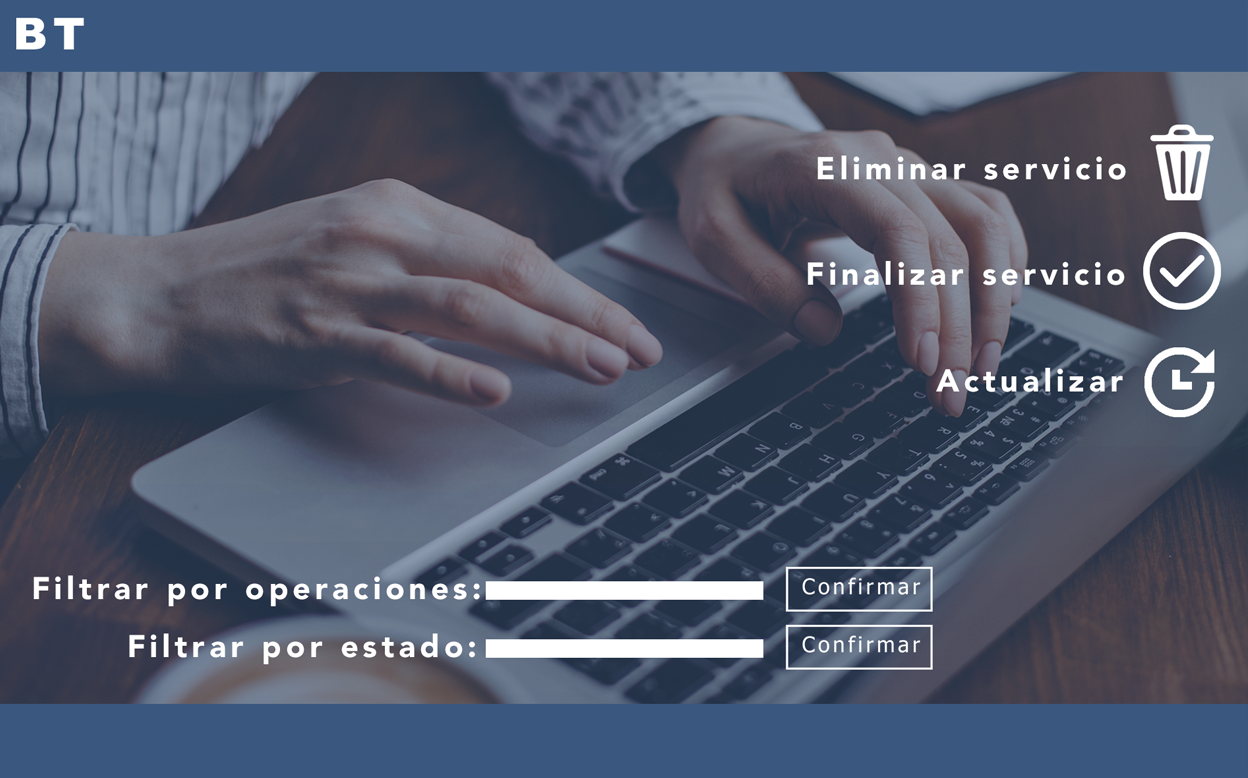 BT
Eliminar servicio
Finalizar servicio
Actualizar
Filtrar por operaciones: Confirmar
Filtrar por estado: Confirmar